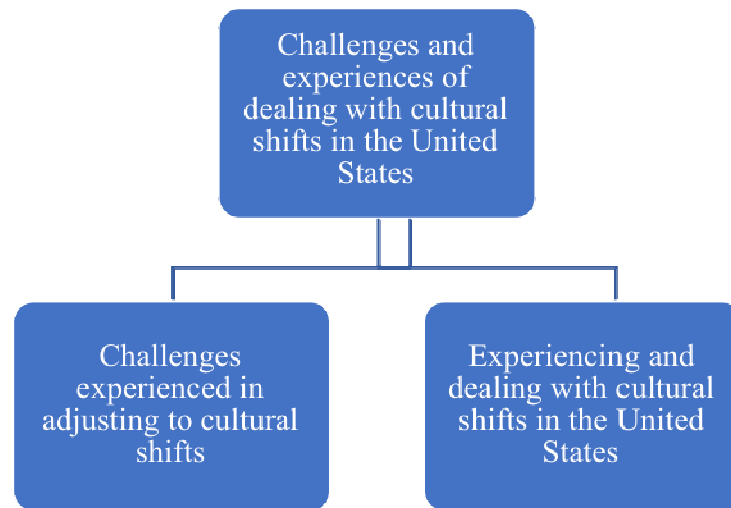 Challenges and
experiences of
dealing with cultural
shifts in the United
States
Challenges
experienced in
adjusting to cultural
shifts
Experiencing and
dealing with cultural
shifts in the United
States